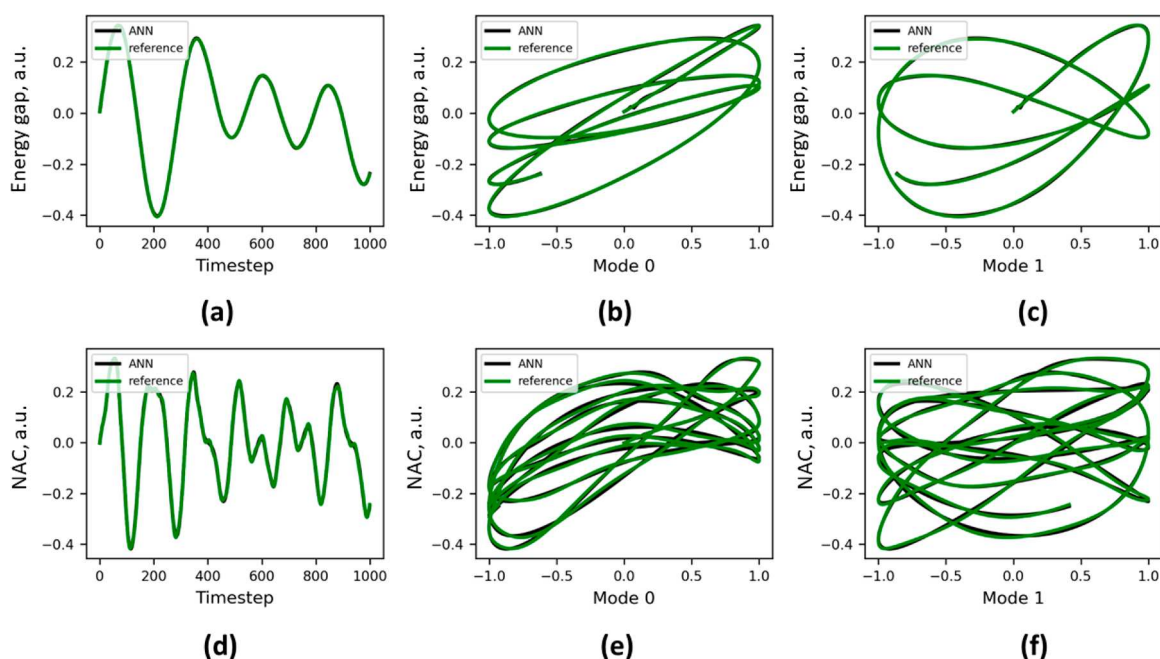 ANN
reference
Energy gap, a.u.
0.2
0.0
−0.2
−0.4
0 200 400 600 800 1000
Timestep
(a)
ANN
reference
Energy gap, a.u.
0.2
0.0
−0.2
−0.4
−1.0 −0.5 0.0 0.5 1.0
Mode 0
(b)
ANN
reference
Energy gap, a.u.
0.2
0.0
−0.2
−0.4
−1.0 −0.5 0.0 0.5 1.0
Mode 1
(c)
ANN
reference
NAC, a.u.
0.2
0.0
−0.2
−0.4
0 200 400 600 800 1000
Timestep
(d)
ANN
reference
NAC, a.u.
0.2
0.0
−0.2
−0.4
−1.0 −0.5 0.0 0.5 1.0
Mode 0
(e)
ANN
reference
NAC, a.u.
0.2
0.0
−0.2
−0.4
−1.0 −0.5 0.0 0.5 1.0
Mode 1
(f)